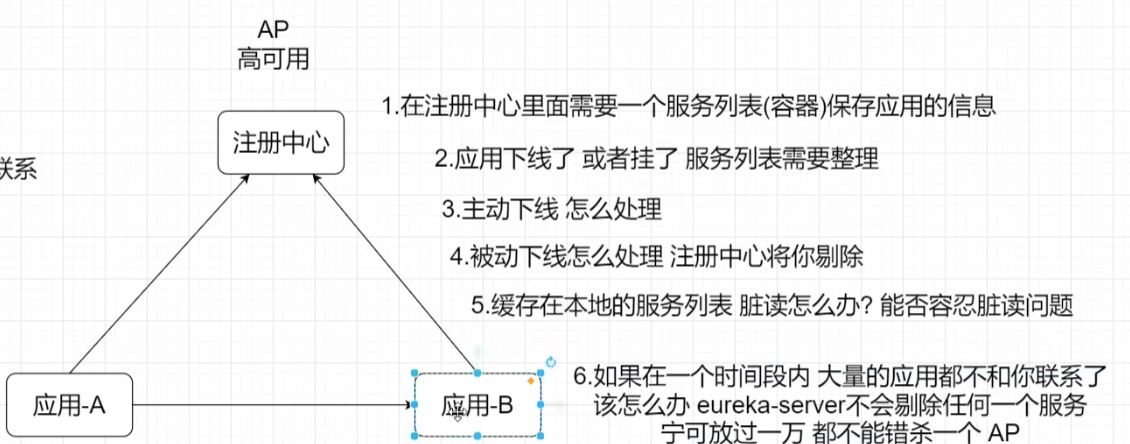 AP
高可用
1.在注册中心里面需要一个服务列表(容器)保存应用的信息
注册中心
2.应用下线了 或者挂了 服务列表需要整理
联系
3.主动下线 怎么处理
4.被动下线怎么处理 注册中心将你剔除
5.缓存在本地的服务列表 脏读怎么办? 能否容忍脏读问题
6.如果在一个时间段内 大量的应用都不和你联系了
该怎么办 eureka-server不会剔除任何一个服务
宁可放过一万 都不能错杀一个 AP
应用-A
应用-B